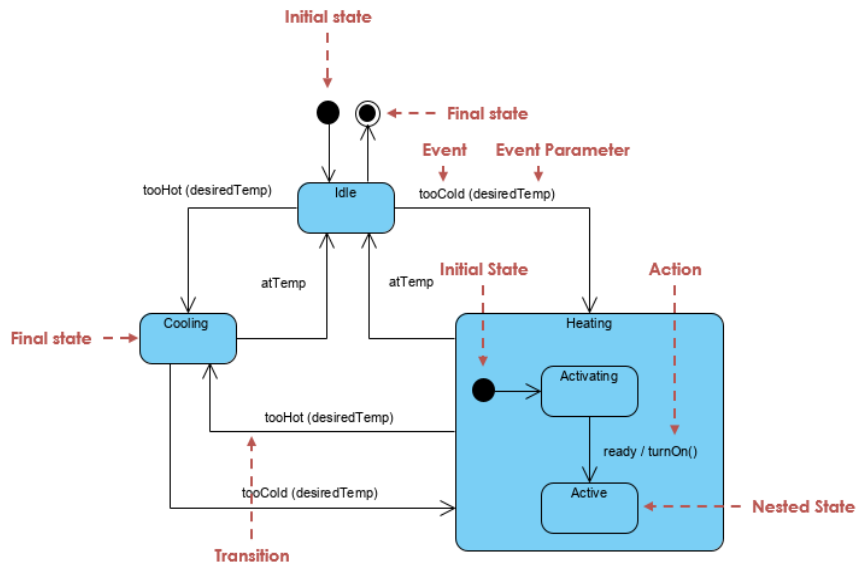 Initial state
Final state
Event
Event Parameter
tooHot (desiredTemp)
Idle
tooCold (desiredTemp)
atTemp
atTemp
Initial State
Action
Cooling
Heating
Final state
Activating
tooHot (desiredTemp)
ready / turnOn()
tooCold (desiredTemp)
Active
Nested State
Transition